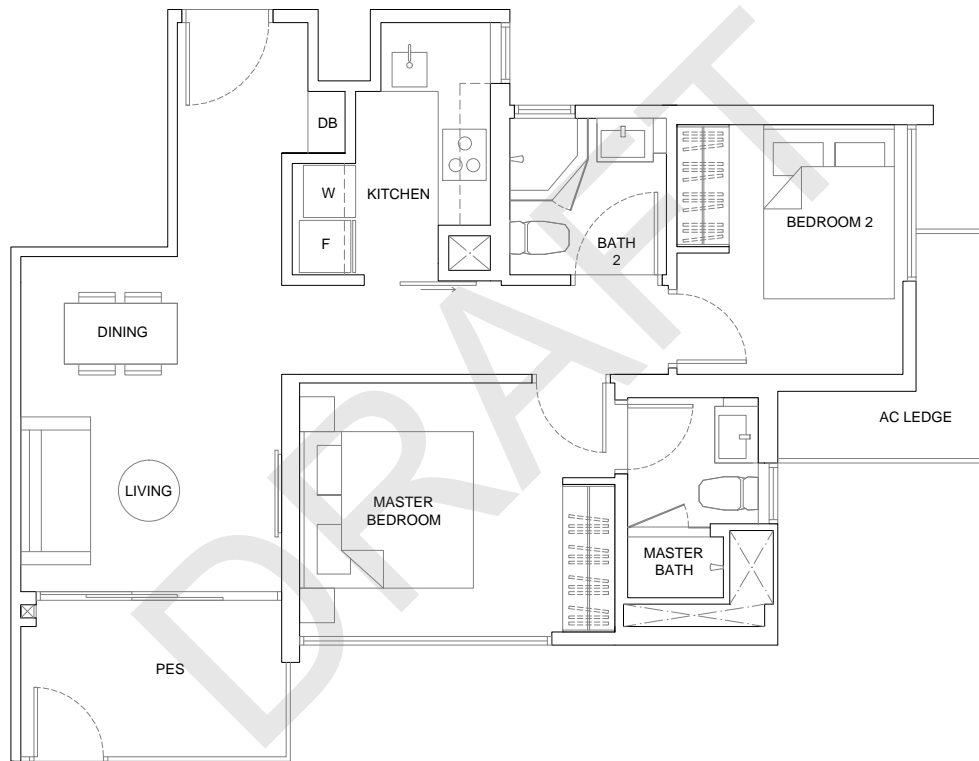 DB
W
KITCHEN
F
BATH
2
BEDROOM 2
DINING
AC LEDGE
LIVING
MASTER
BEDROOM
MASTER
BATH
PES
DRAFT